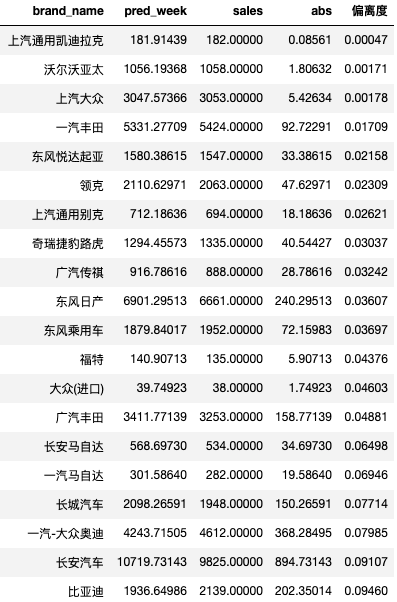 brand_name pred_week sales abs 偏离度
上汽通用凯迪拉克 181.91439 182.00000 0.08561 0.00047
沃尔沃亚太 1056.19368 1058.00000 1.80632 0.00171
上汽大众 3047.57366 3053.00000 5.42634 0.00178
一汽丰田 5331.27709 5424.00000 92.72291 0.01709
东风悦达起亚 1580.38615 1547.00000 33.38615 0.02158
领克 2110.62971 2063.00000 47.62971 0.02309
上汽通用别克 712.18636 694.00000 18.18636 0.02621
奇瑞捷豹路虎 1294.45573 1335.00000 40.54427 0.03037
广汽传祺 916.78616 888.00000 28.78616 0.03242
东风日产 6901.29513 6661.00000 240.29513 0.03607
东风乘用车 1879.84017 1952.00000 72.15983 0.03697
福特 140.90713 135.00000 5.90713 0.04376
大众(进口) 39.74923 38.00000 1.74923 0.04603
广汽丰田 3411.77139 3253.00000 158.77139 0.04881
长安马自达 568.69730 534.00000 34.69730 0.06498
一汽马自达 301.58640 282.00000 19.58640 0.06946
长城汽车 2098.26591 1948.00000 150.26591 0.07714
一汽-大众奥迪 4243.71505 4612.00000 368.28495 0.07985
长安汽车 10719.73143 9825.00000 894.73143 0.09107
比亚迪 1936.64986 2139.00000 202.35014 0.09460